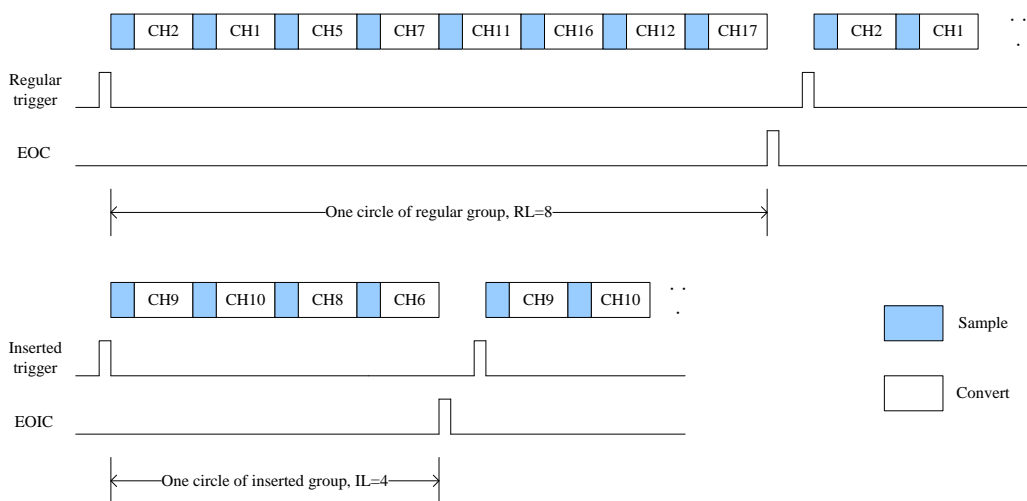 CH2 CH1 CH5 CH7 CH11 CH16 CH12 CH17 CH2 CH1
Regular
trigger
EOC
One circle of regular group, RL=8
CH9 CH10 CH8 CH6 CH9 CH10
Sample
Inserted
trigger
Convert
EOIC
One circle of inserted group, IL=4